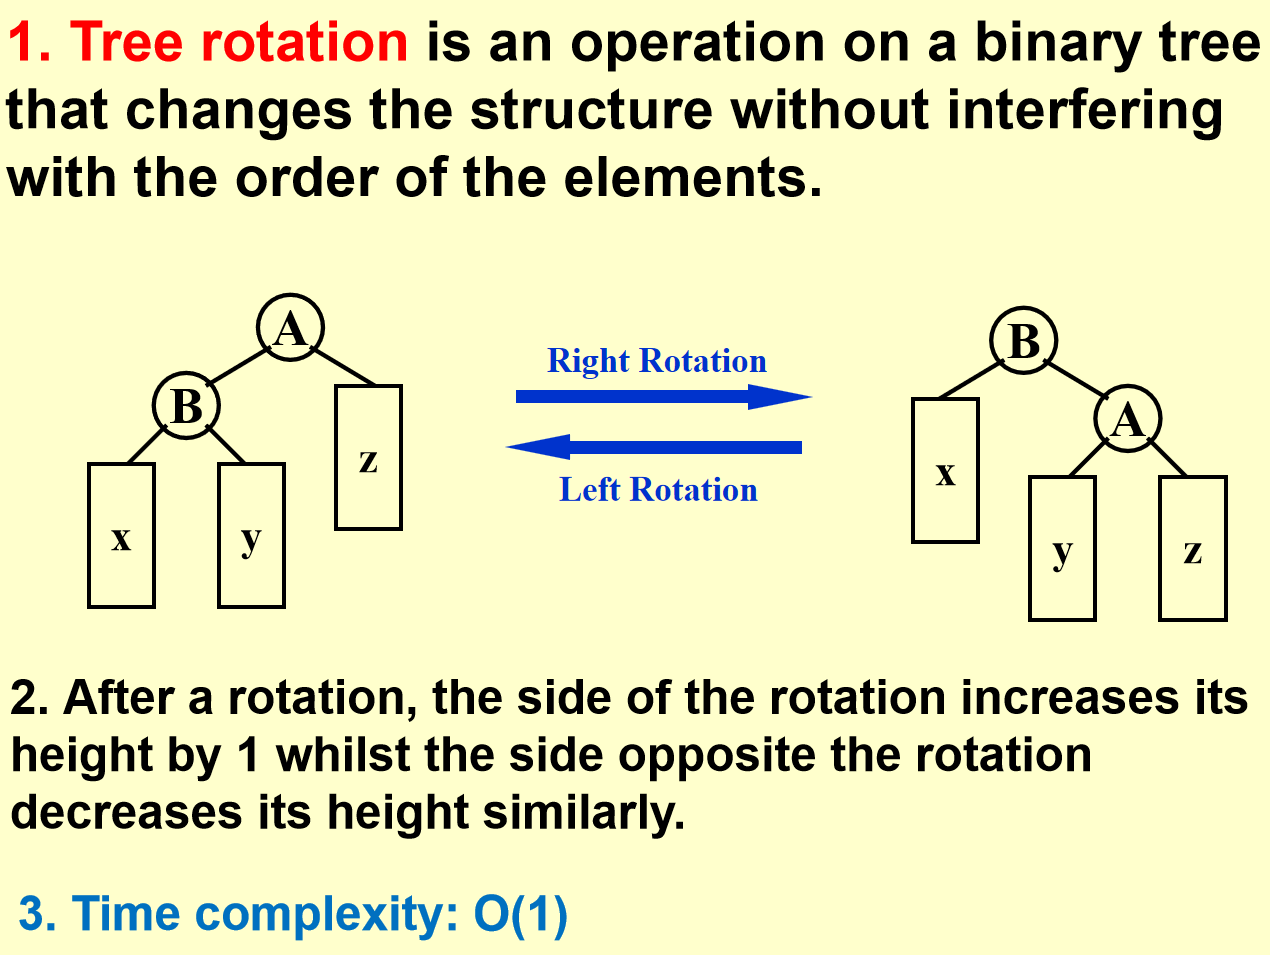 1. Tree rotation is an operation on a binary tree
that changes the structure without interfering
with the order of the elements.
A
B
x
y
z
Right Rotation
Left Rotation
B
A
x
y
z
2. After a rotation, the side of the rotation increases its
height by 1 whilst the side opposite the rotation
decreases its height similarly.
3. Time complexity: O(1)